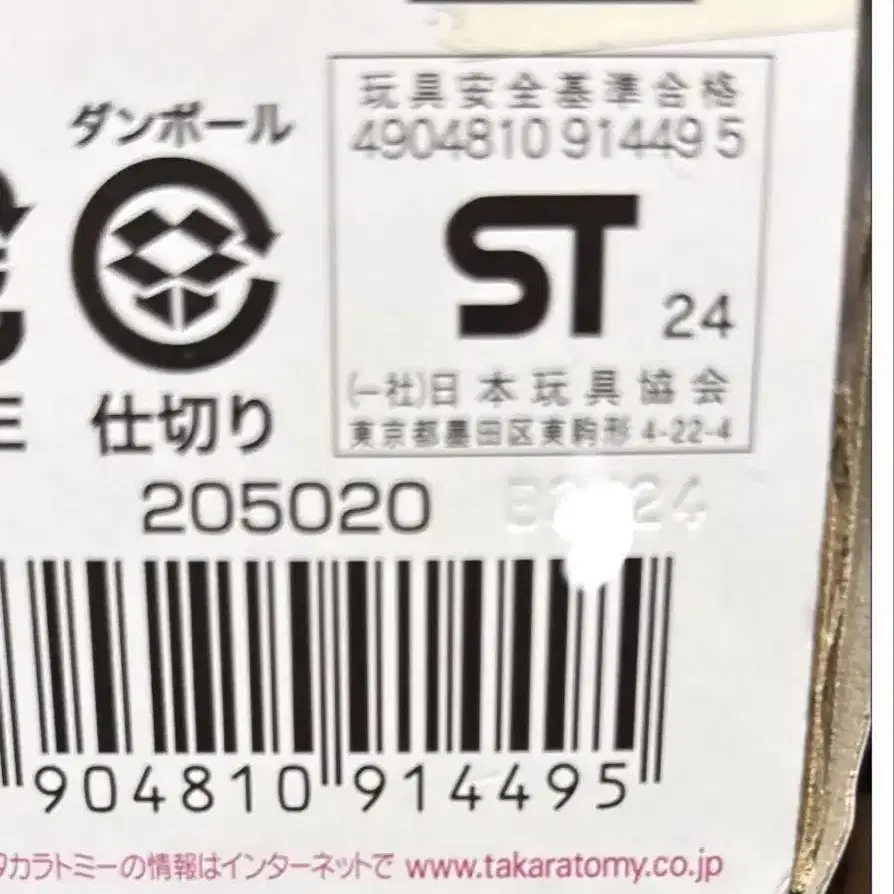 玩具安全基準合格
4904810 91449 5
ダンボール
ST 24
(一社)日本玩具協会
東京都墨田区東駒形 4-22-4
仕切り
205020
904810 914495
タカラトミーの情報はインターネットで www.takaratomy.co.jp